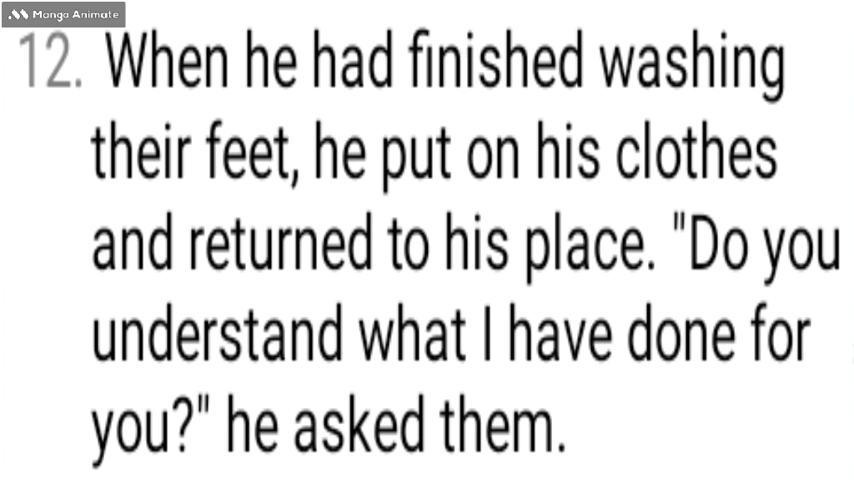 Manga Animate
12. When he had finished washing
their feet, he put on his clothes
and returned to his place. "Do you
understand what I have done for
you?" he asked them.